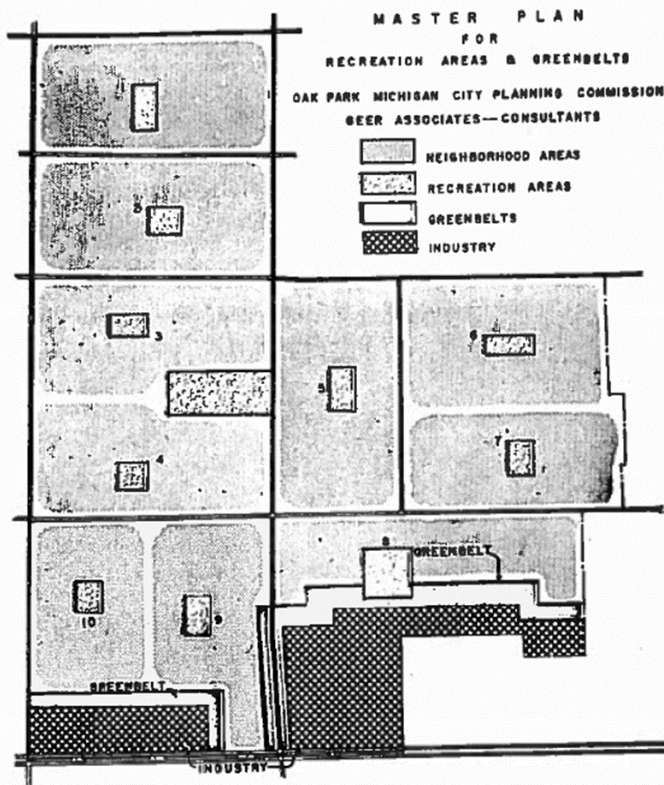 MASTER PLAN
FOR
RECREATION AREAS & GREENBELTS
OAK PARK MICHIGAN CITY PLANNING COMMISSION
GEER ASSOCIATES—CONSULTANTS
NEIGHBORHOOD AREAS
RECREATION AREAS
GREENBELTS
INDUSTRY
3
6
5
4
7
8
GREENBELT
10
9
GREENBELT
INDUSTRY